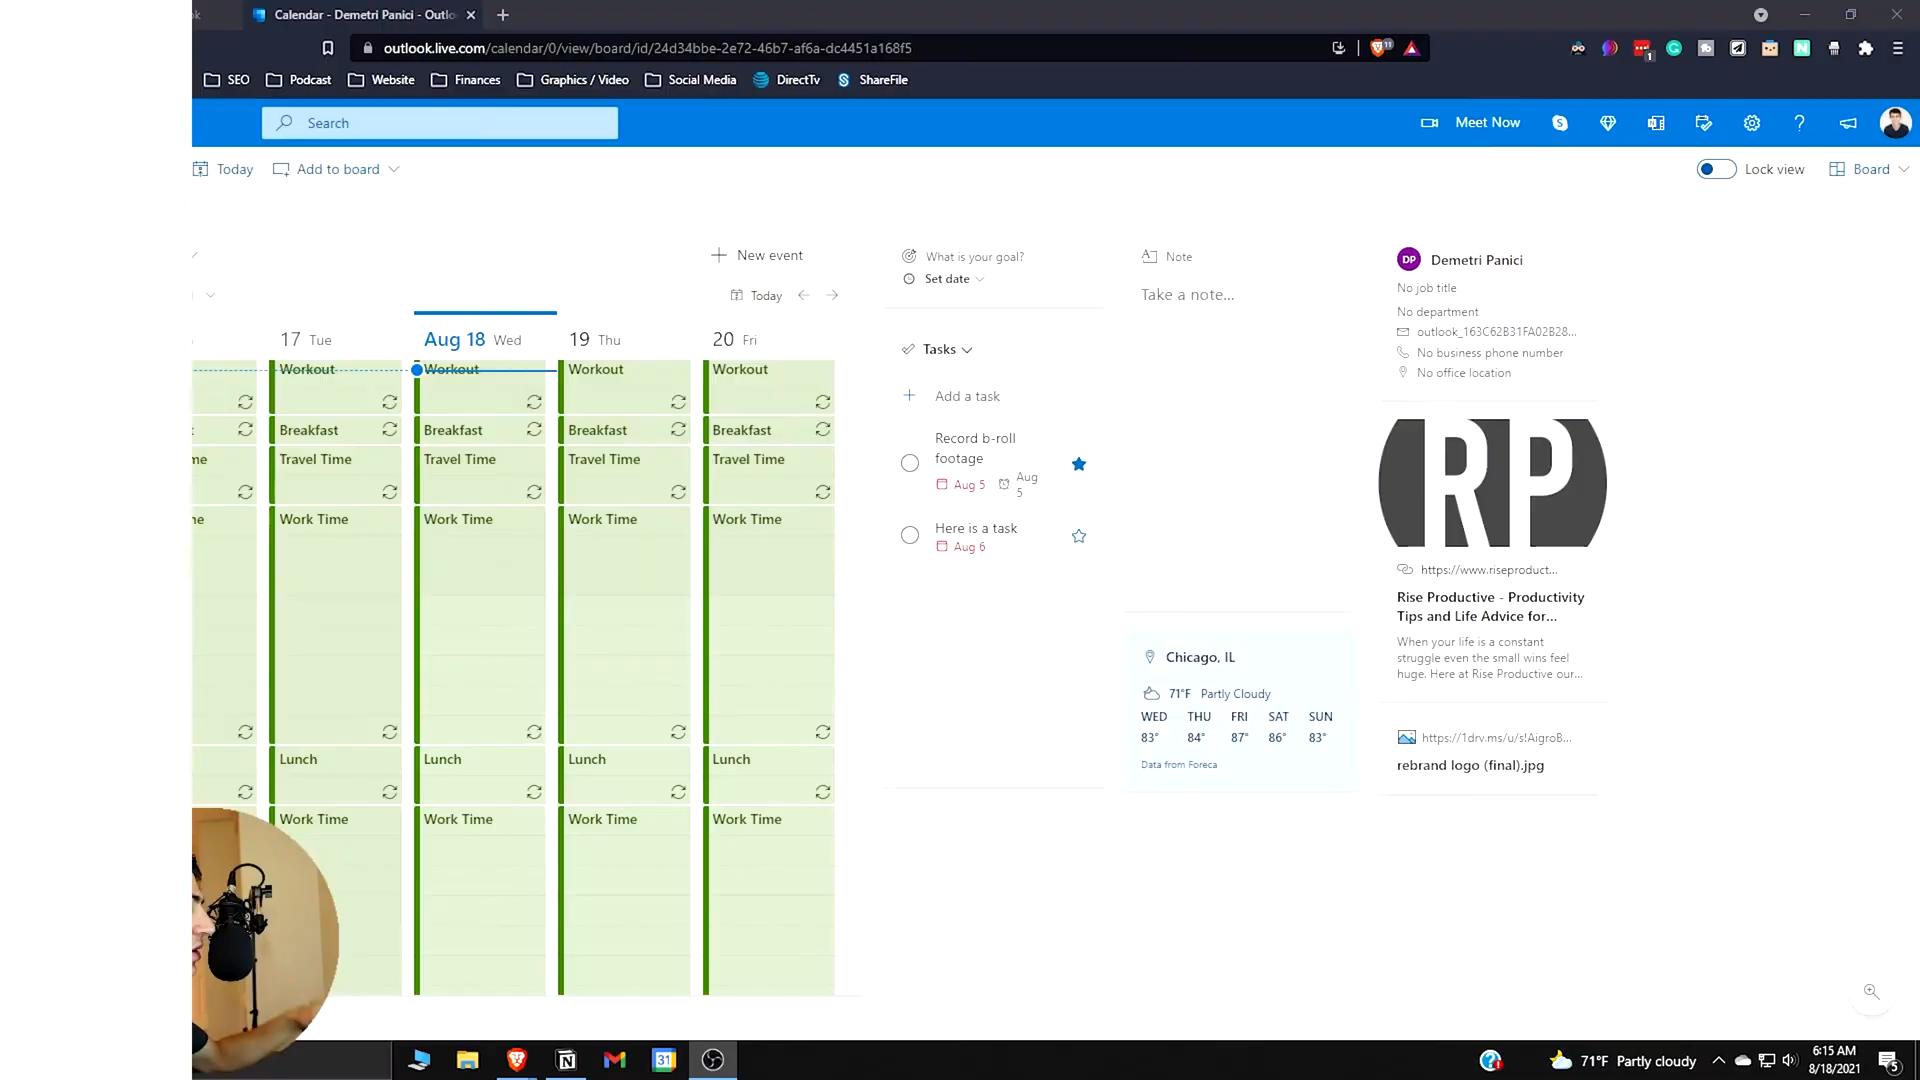 Calendar - Demetri Panici - Outlo
outlook.live.com/calendar/0/view/board/id/24d34bbe-2e72-46b7-af6a-dc4451a168f5
11
1
SEO
Podcast
Website
Finances
Graphics / Video
Social Media
DirectTv
ShareFile
Search
Meet Now
Today
Add to board
Lock view
Board
New event
Today
17 Tue
Aug 18 Wed
19 Thu
20 Fri
Workout
Workout
Workout
Workout
Breakfast
Breakfast
Breakfast
Breakfast
Travel Time
Travel Time
Travel Time
Travel Time
Work Time
Work Time
Work Time
Work Time
Lunch
Lunch
Lunch
Lunch
Work Time
Work Time
Work Time
Work Time
What is your goal?
Set date
Tasks
Add a task
Record b-roll
footage
Aug 5
Aug
5
Here is a task
Aug 6
Note
Take a note...
Chicago, IL
71°F Partly Cloudy
WED THU FRI SAT SUN
83° 84° 87° 86° 83°
Data from Foreca
DP
Demetri Panici
No job title
No department
outlook_163C62B31FA02B28...
No business phone number
No office location
RP
https://www.riseproduct...
Rise Productive - Productivity
Tips and Life Advice for...
When your life is a constant
struggle even the small wins feel
huge. Here at Rise Productive our...
https://1drv.ms/u/s!AigroB...
rebrand logo (final).jpg
31
71°F Partly cloudy
6:15 AM
8/18/2021
5